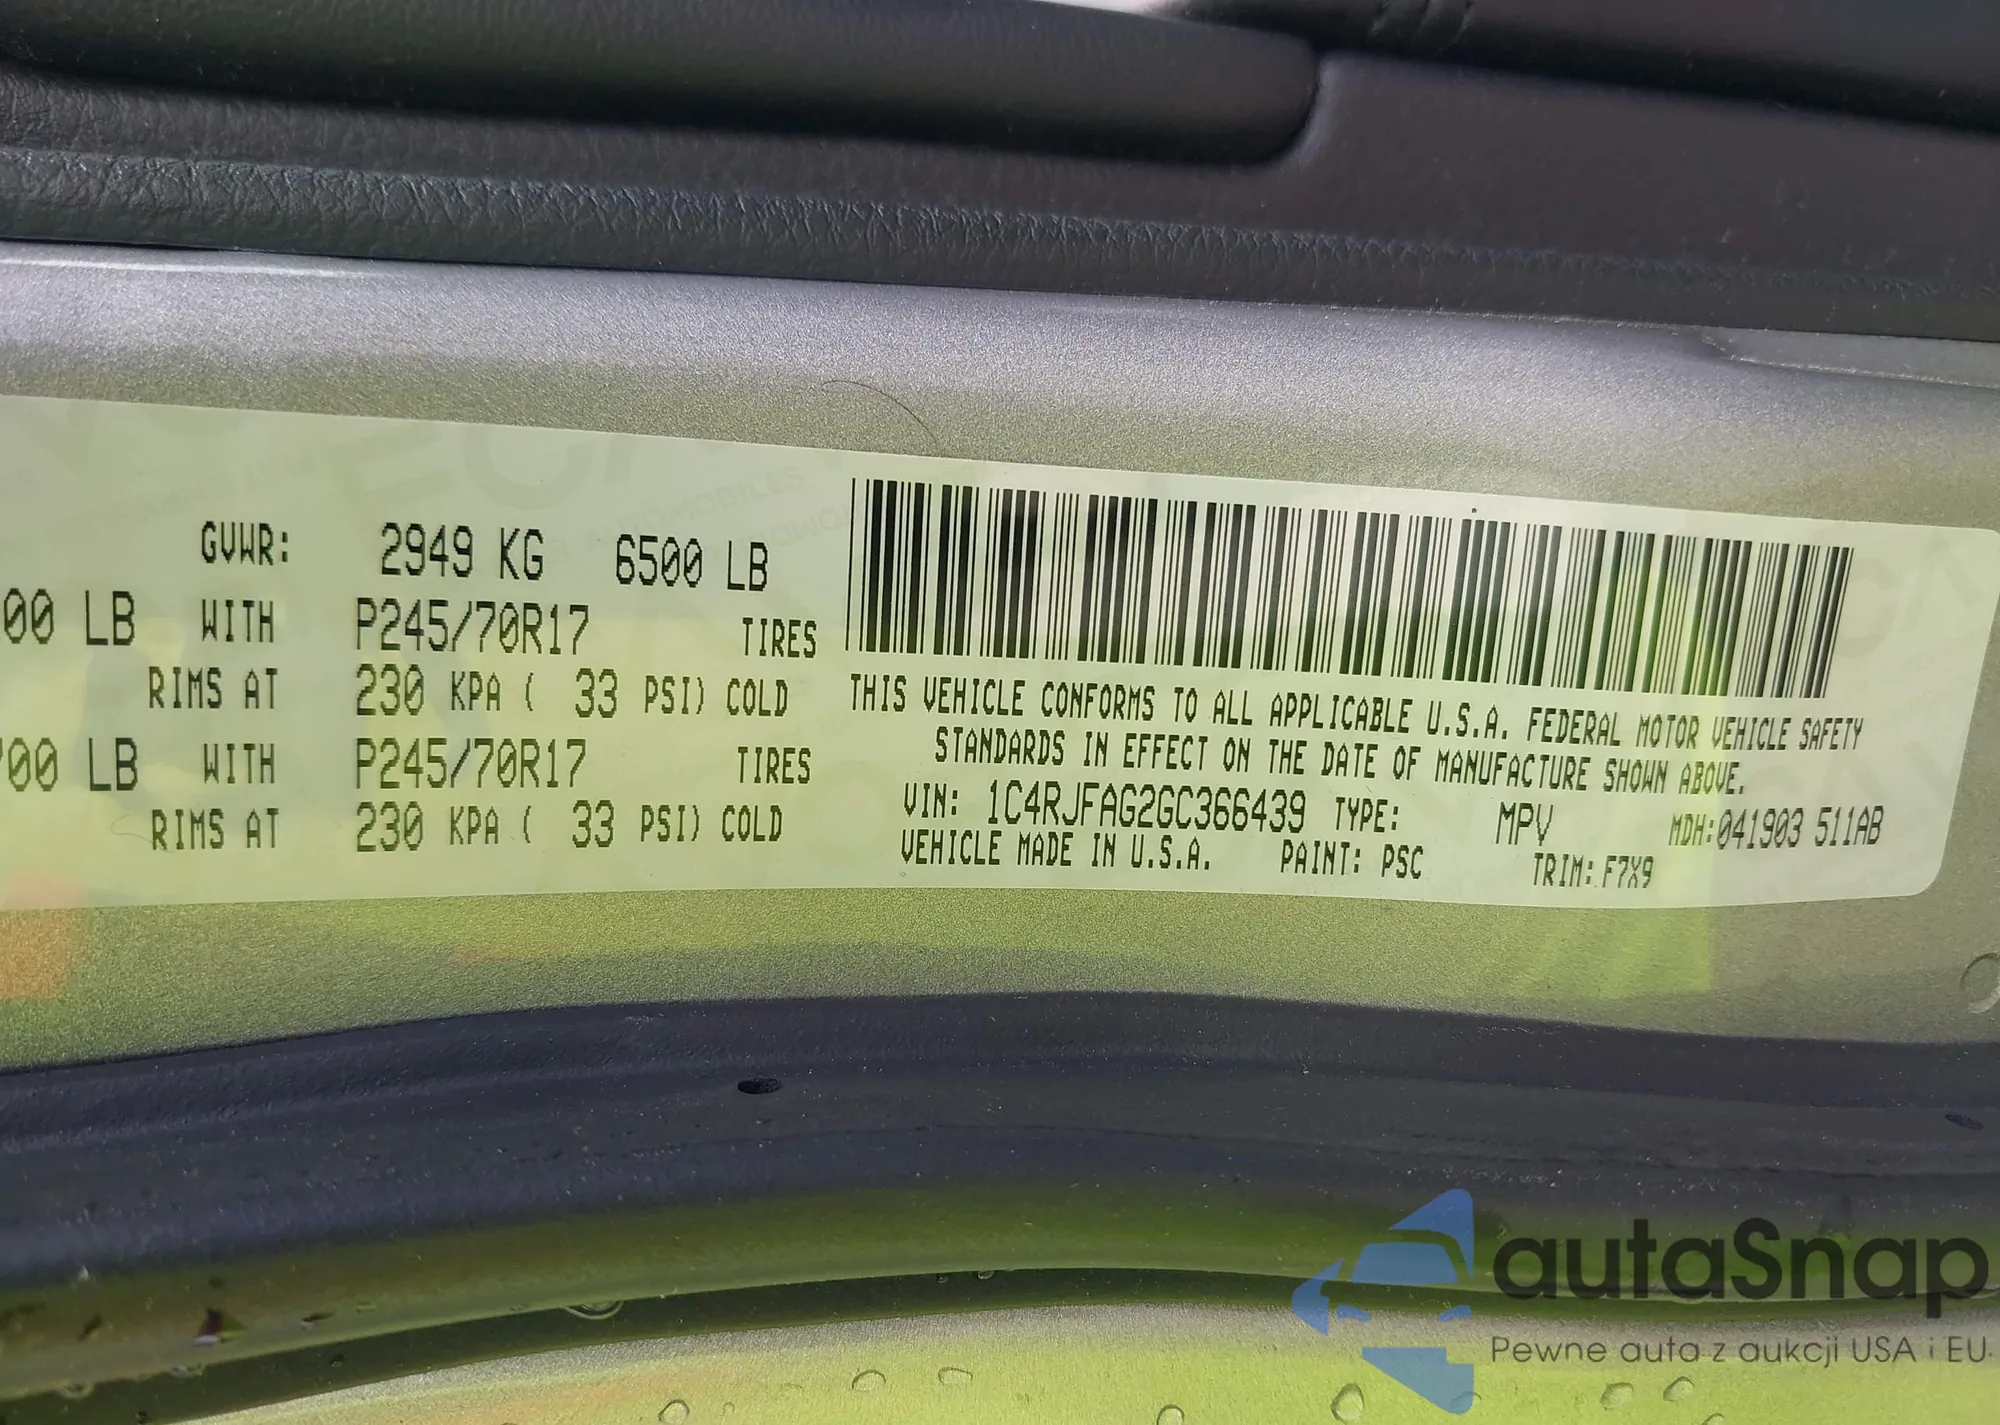 GVWR: 2949 KG 6500 LB
00 LB WITH P245/70R17 TIRES
RIMS AT 230 KPA ( 33 PSI) COLD
700 LB WITH P245/70R17 TIRES
RIMS AT 230 KPA ( 33 PSI) COLD
THIS VEHICLE CONFORMS TO ALL APPLICABLE U.S.A. FEDERAL MOTOR VEHICLE SAFETY
STANDARDS IN EFFECT ON THE DATE OF MANUFACTURE SHOWN ABOVE.
VIN: 1C4RJFAG2GC366439 TYPE: MPV MDH:041903 511AB
VEHICLE MADE IN U.S.A. PAINT: PSC TRIM: F7X9
autaSnap
Pewne auta z aukcji USA i EU.